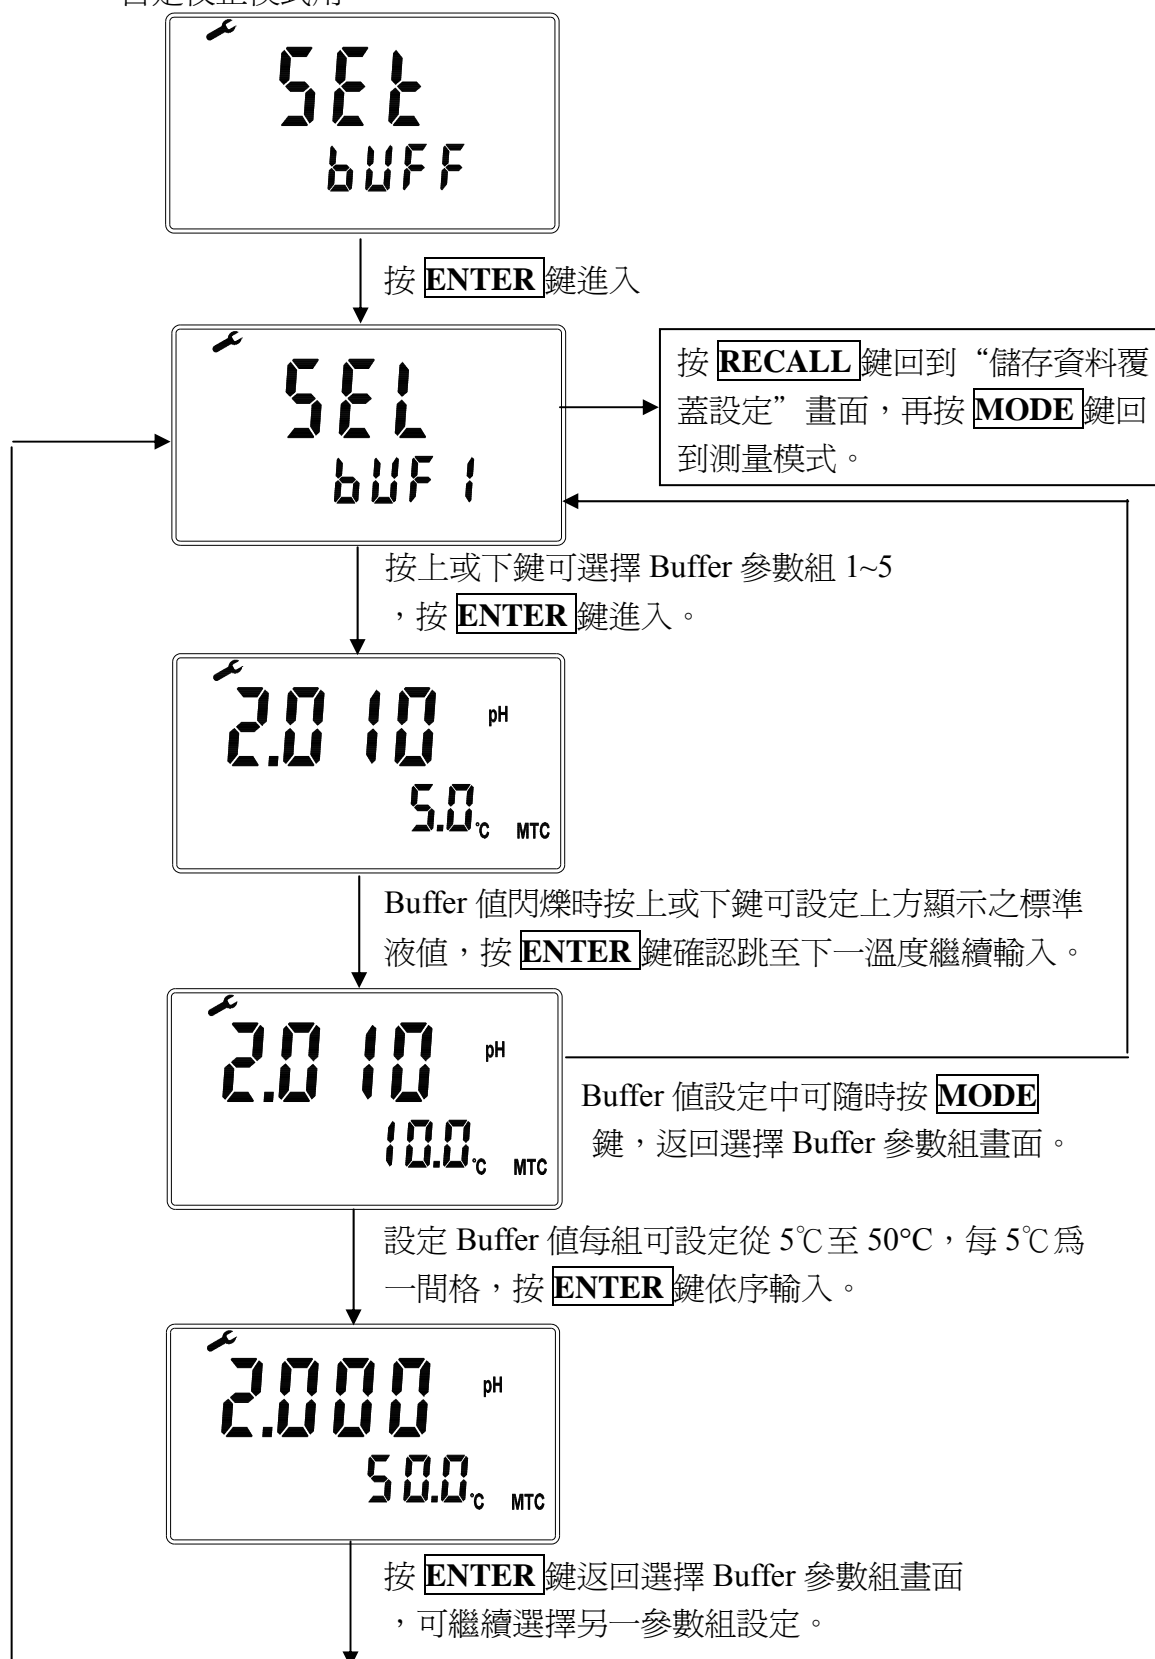 SEt
bUFF
按 ENTER 鍵進入
SEL
bUF1
按 RECALL 鍵回到“儲存資料覆
蓋設定”畫面，再按 MODE 鍵回
到測量模式。
按上或下鍵可選擇 Buffer 參數組 1~5
，按 ENTER 鍵進入。
2.010 pH
5.0℃ MTC
Buffer 值閃爍時按上或下鍵可設定上方顯示之標準
液值，按 ENTER 鍵確認跳至下一溫度繼續輸入。
2.010 pH
10.0℃ MTC
Buffer 值設定中可隨時按 MODE
鍵，返回選擇 Buffer 參數組畫面。
設定 Buffer 值每組可設定從 5℃至 50°C，每 5℃爲
一間格，按 ENTER 鍵依序輸入。
2.000 pH
50.0℃ MTC
按 ENTER 鍵返回選擇 Buffer 參數組畫面
，可繼續選擇另一參數組設定。